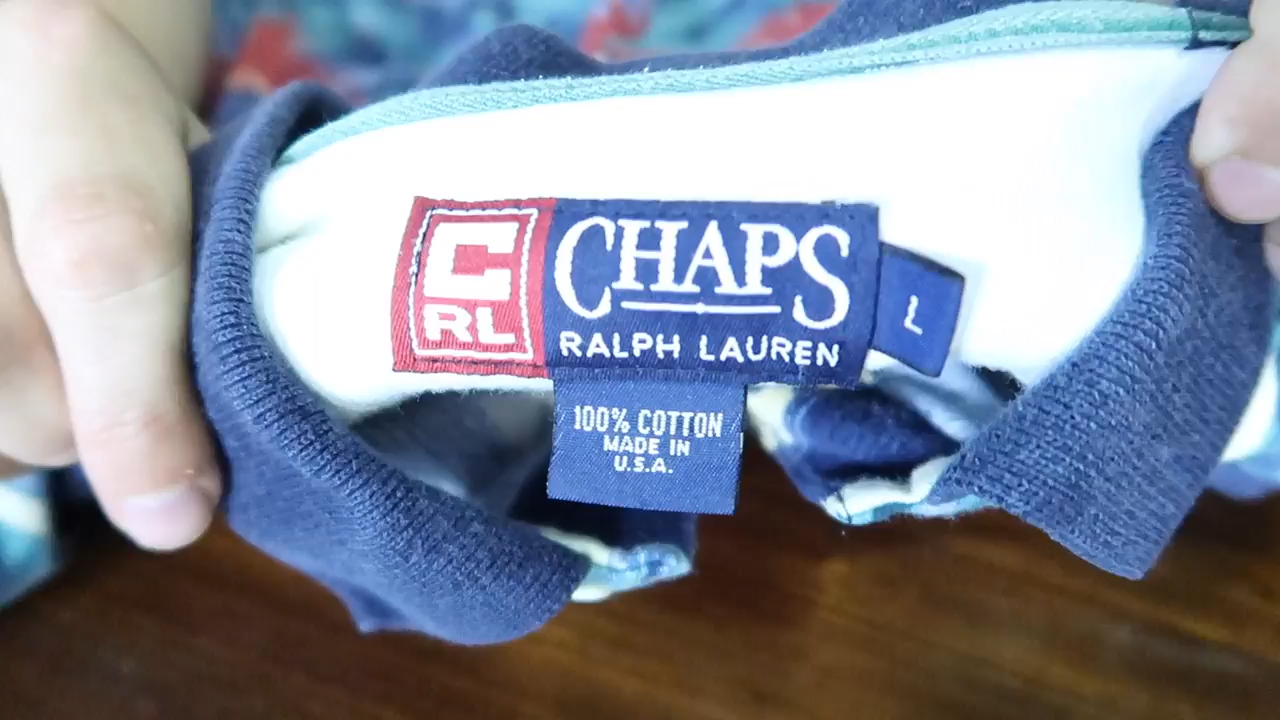 C
RL
CHAPS
RALPH LAUREN
L
100% COTTON
MADE IN
U.S.A.